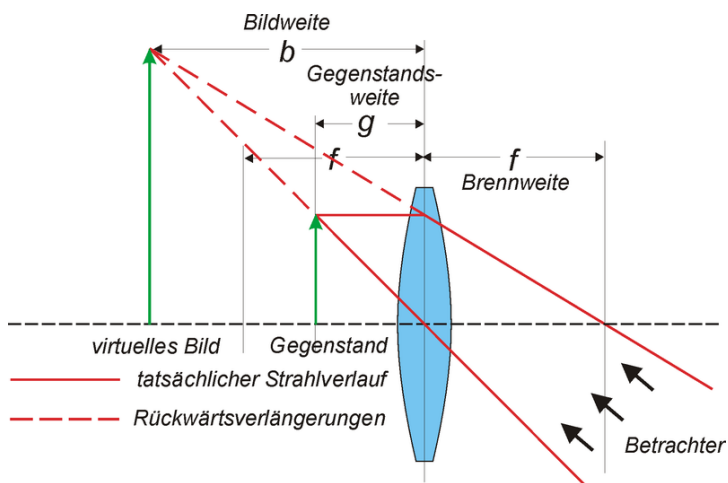 Bildweite
b
Gegenstands-
weite
g
f
f
Brennweite
virtuelles Bild
Gegenstand
tatsächlicher Strahlverlauf
Rückwärtsverlängerungen
Betrachter